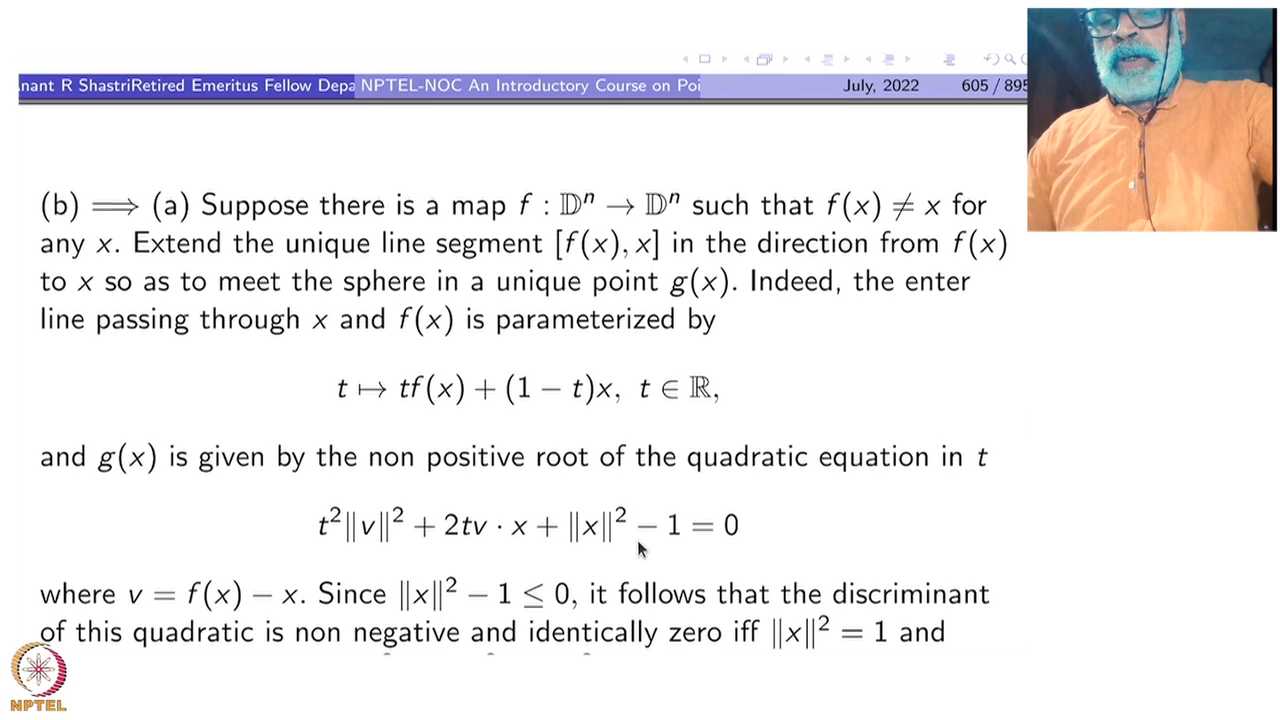 nant R ShastriRetired Emeritus Fellow Depa NPTEL-NOC An Introductory Course on Poi July, 2022 605 / 895
(b) ⟹ (a) Suppose there is a map f : 𝔻ⁿ → 𝔻ⁿ such that f(x) ≠ x for
any x. Extend the unique line segment [f(x), x] in the direction from f(x)
to x so as to meet the sphere in a unique point g(x). Indeed, the enter
line passing through x and f(x) is parameterized by
t ↦ tf(x) + (1 − t)x, t ∈ ℝ,
and g(x) is given by the non positive root of the quadratic equation in t
t²‖v‖² + 2tv · x + ‖x‖² − 1 = 0
where v = f(x) − x. Since ‖x‖² − 1 ≤ 0, it follows that the discriminant
of this quadratic is non negative and identically zero iff ‖x‖² = 1 and
NPTEL